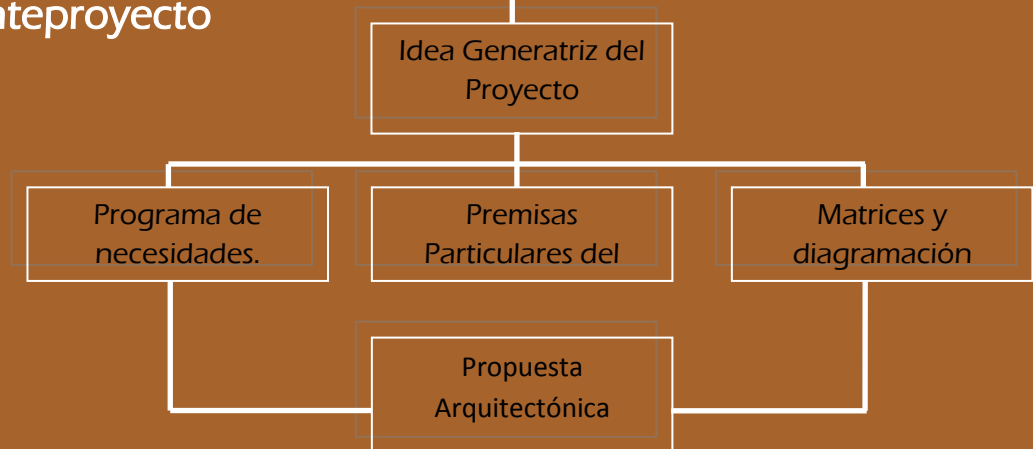 nteproyecto
Idea Generatriz del
Proyecto
Programa de
necesidades.
Premisas
Particulares del
Matrices y
diagramación
Propuesta
Arquitectónica